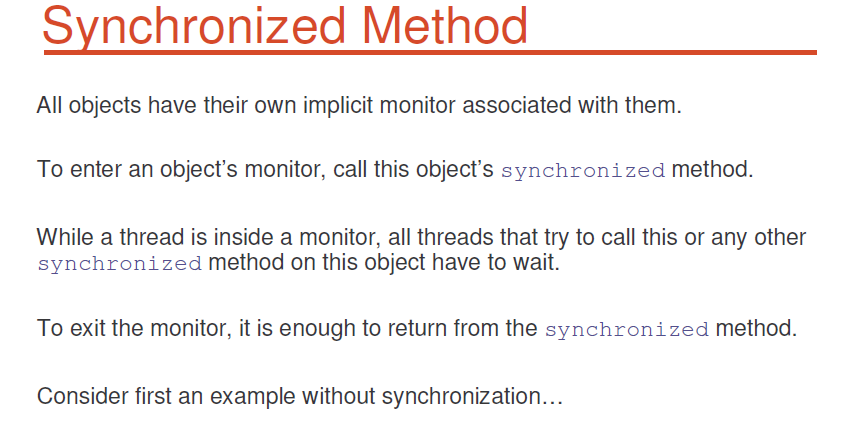 Synchronized Method
All objects have their own implicit monitor associated with them.
To enter an object’s monitor, call this object’s synchronized method.
While a thread is inside a monitor, all threads that try to call this or any other
synchronized method on this object have to wait.
To exit the monitor, it is enough to return from the synchronized method.
Consider first an example without synchronization…